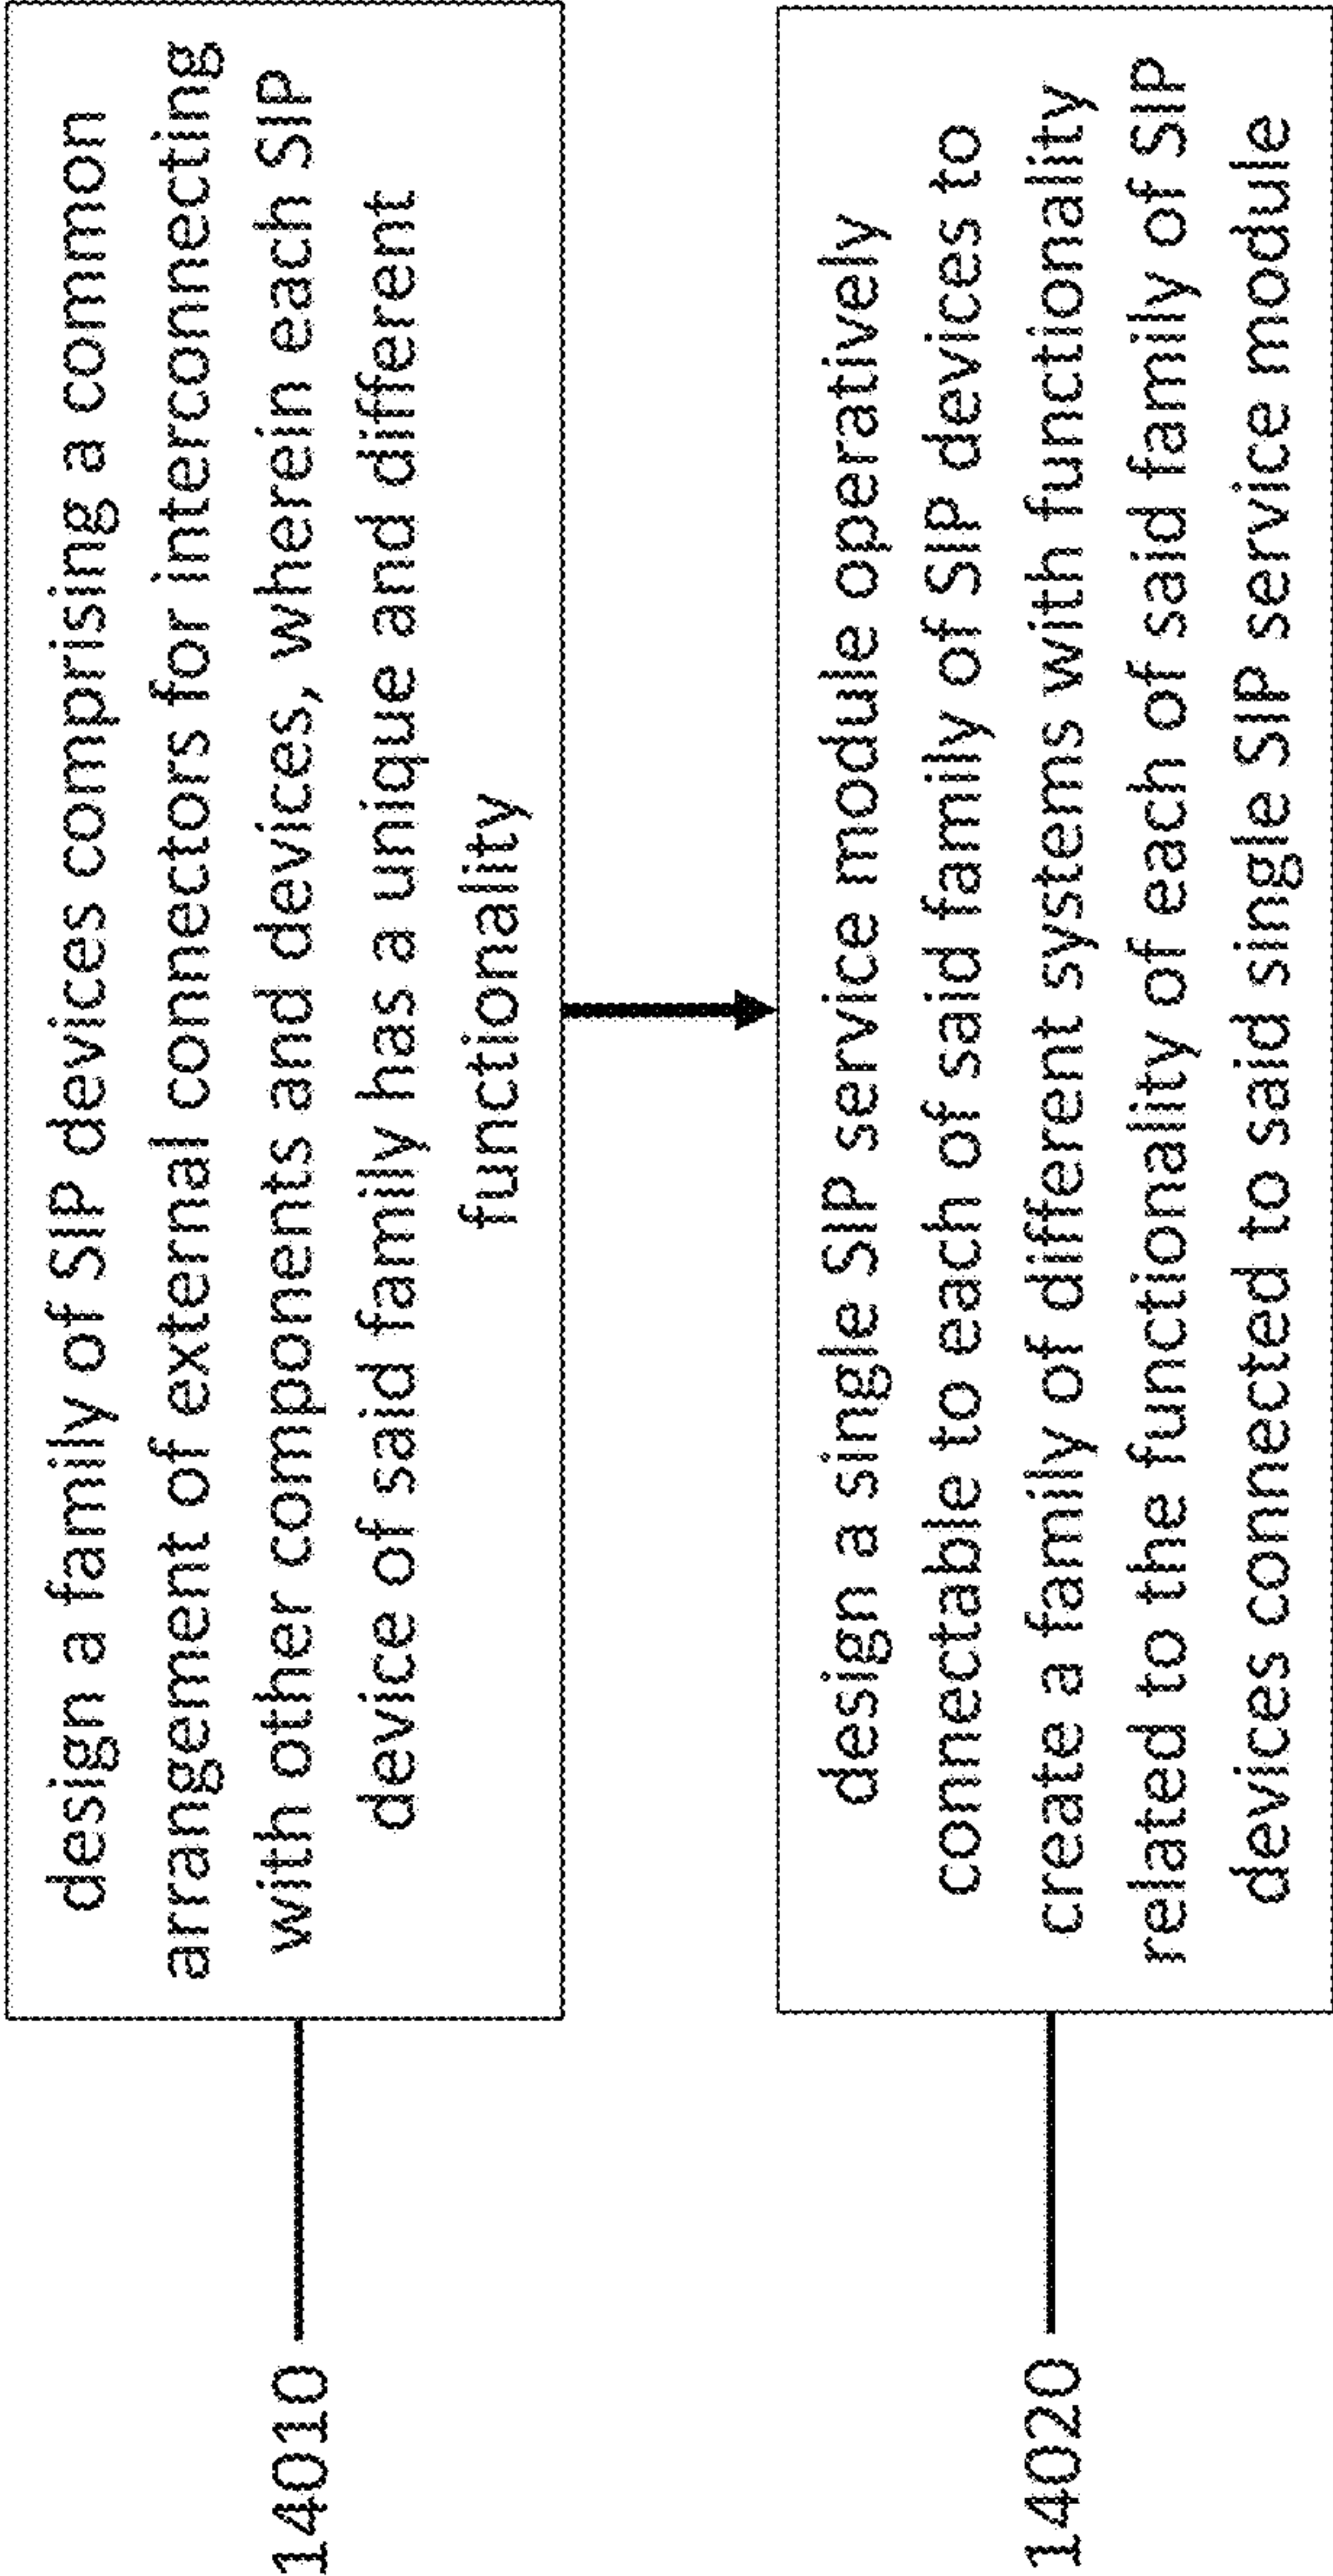 14010
design a family of SIP devices comprising a common
arrangement of external connectors for interconnecting
with other components and devices, wherein each SIP
device of said family has a unique and different
functionality
14020
design a single SIP service module operatively
connectable to each of said family of SIP devices to
create a family of different systems with functionality
related to the functionality of each of said family of SIP
devices connected to said single SIP service module